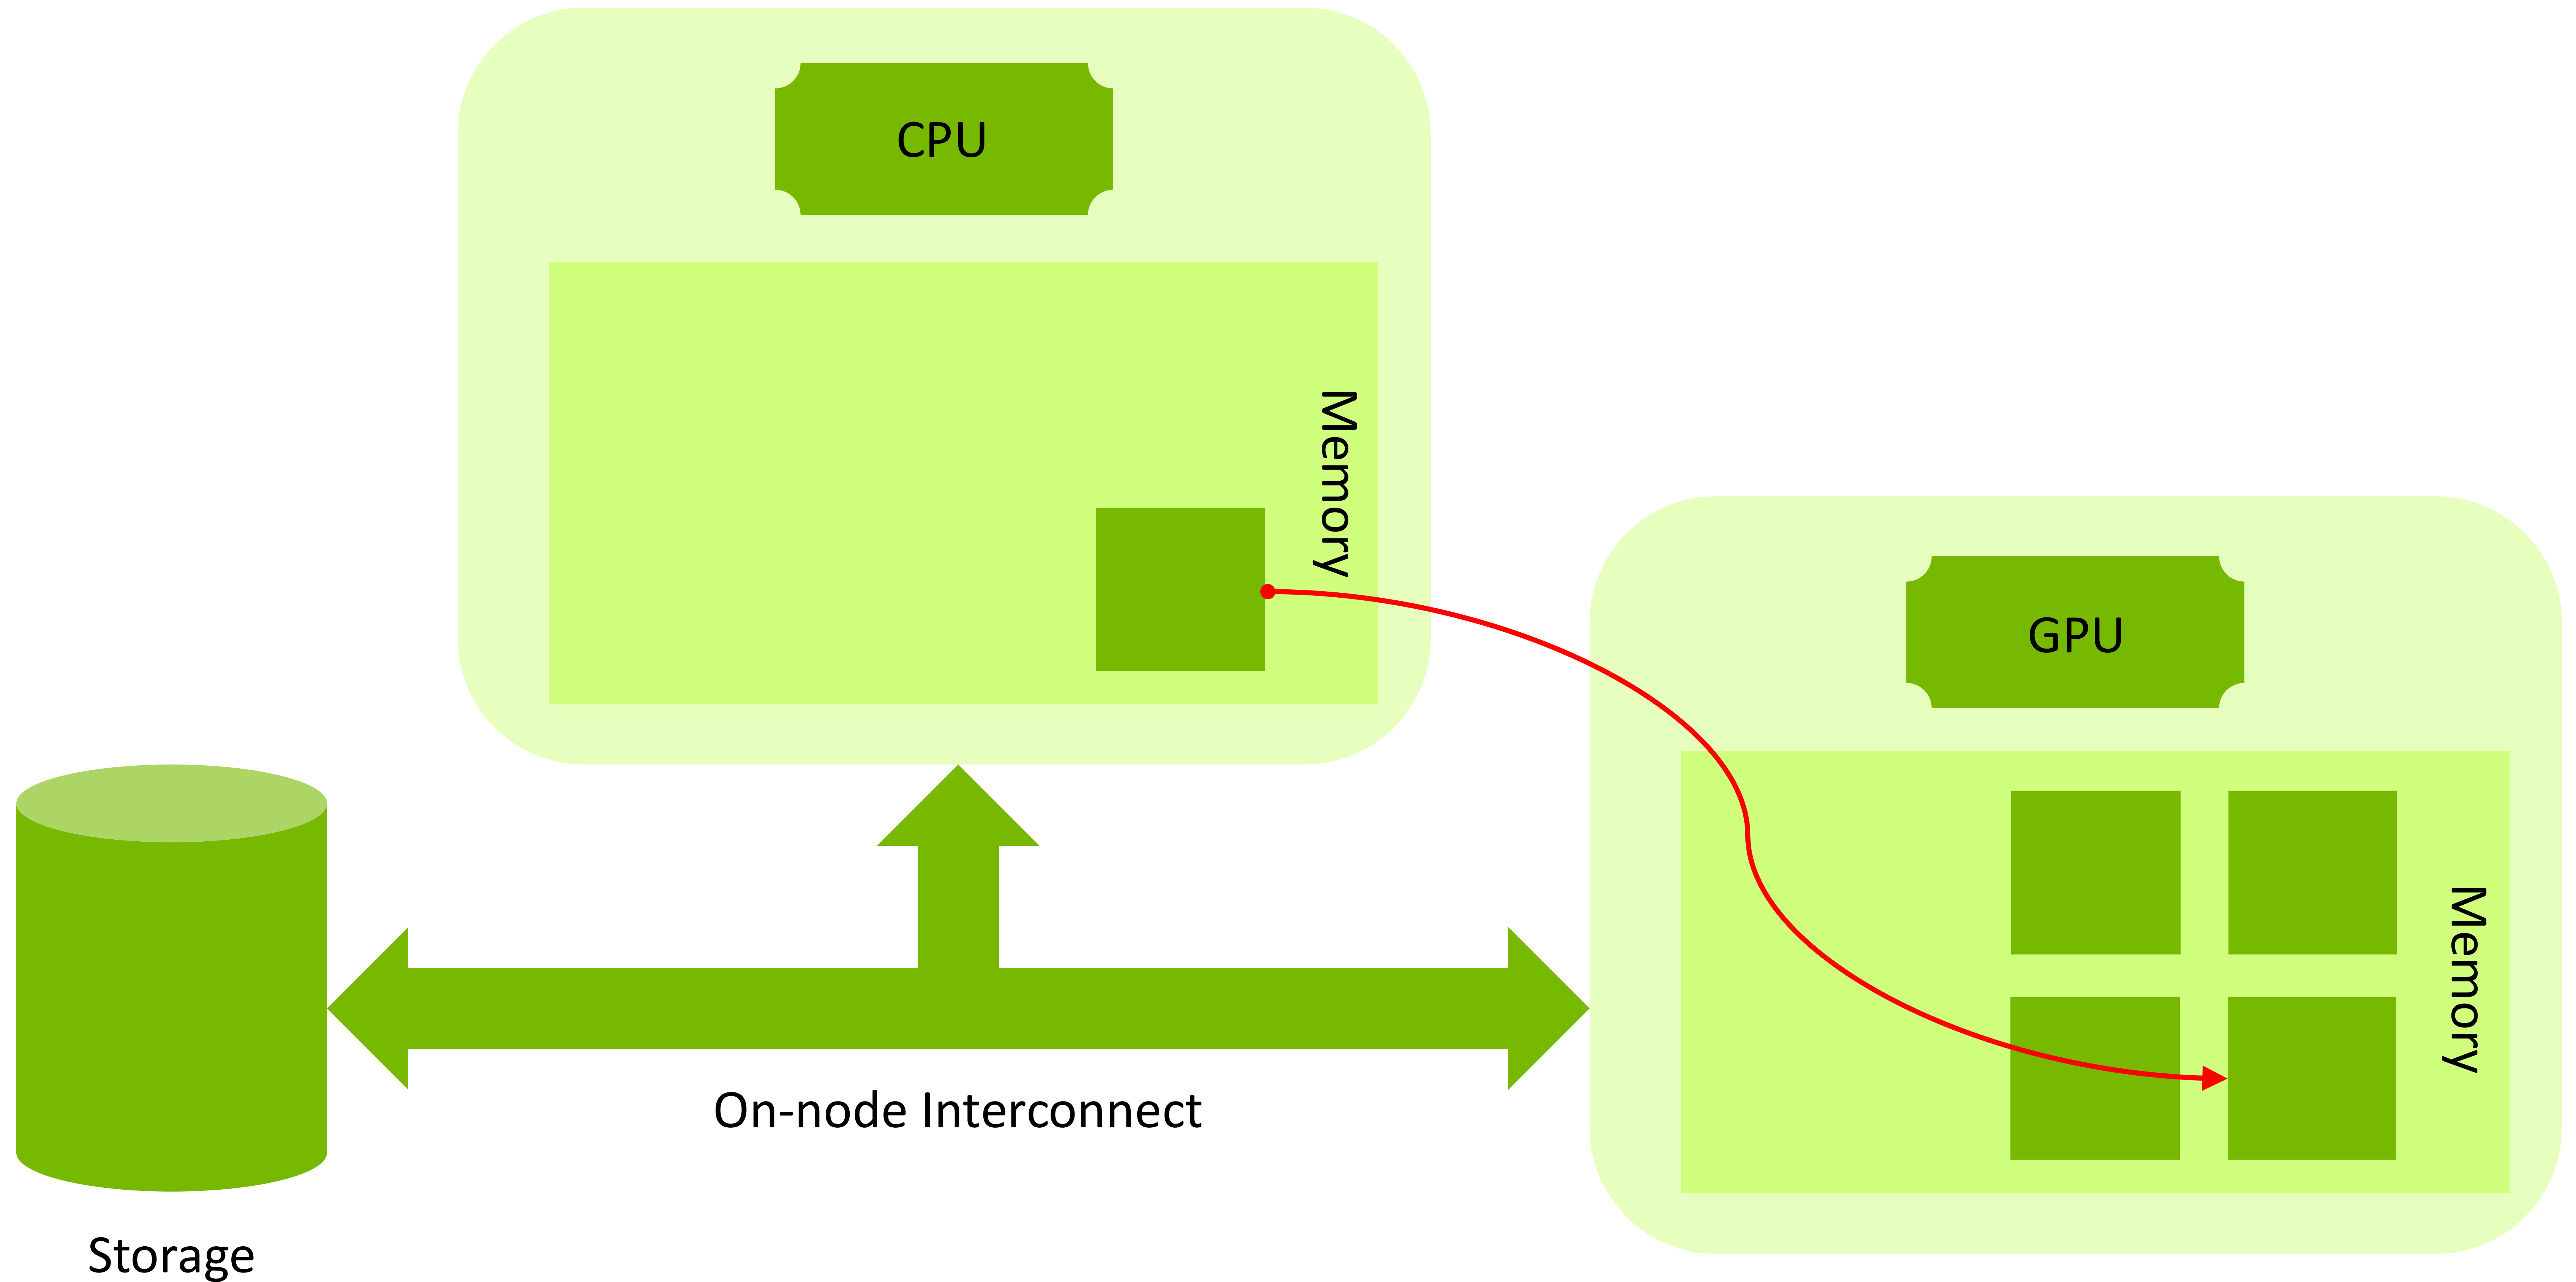 CPU
Memory
GPU
Memory
On-node Interconnect
Storage